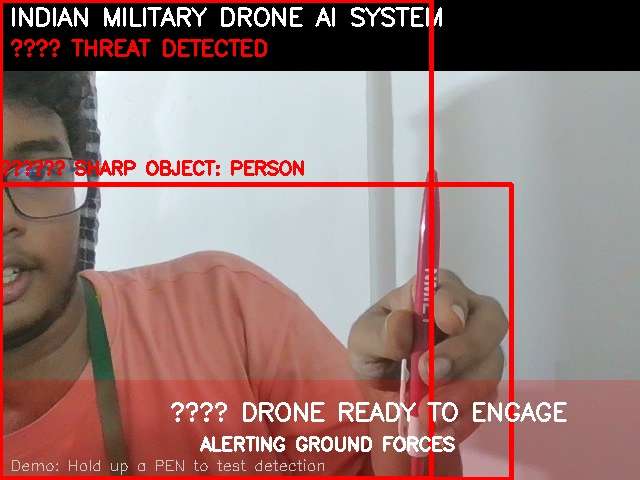 INDIAN MILITARY DRONE AI SYSTEM
???? THREAT DETECTED
?????? SHARP OBJECT: PERSON
???? DRONE READY TO ENGAGE
ALERTING GROUND FORCES
Demo: Hold up a PEN to test detection